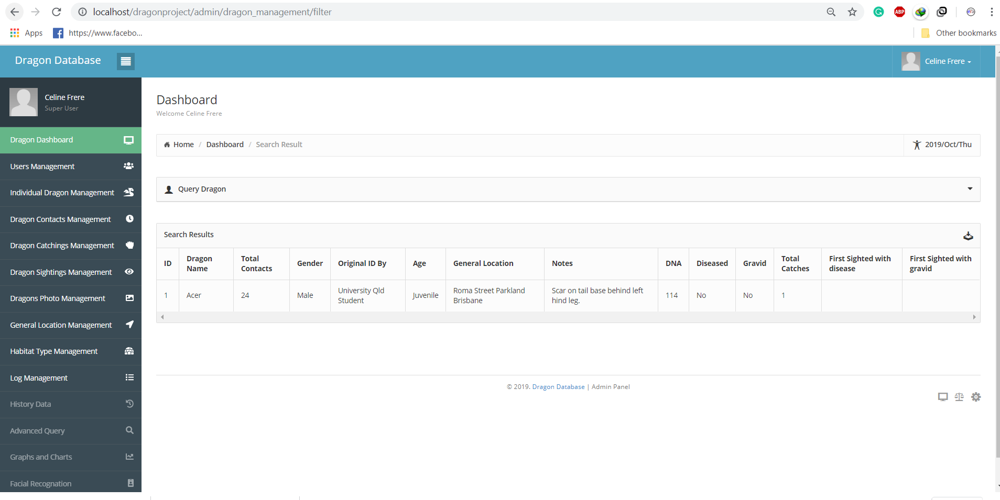 localhost/dragonproject/admin/dragon_management/filter
ABP
era
Apps
https://www.facebo...
Other bookmarks
Dragon Database
Celine Frere
Celine Frere
Super User
Dragon Dashboard
Users Management
Individual Dragon Management
Dragon Contacts Management
Dragon Catchings Management
Dragon Sightings Management
Dragons Photo Management
General Location Management
Habitat Type Management
Log Management
History Data
Advanced Query
Graphs and Charts
Facial Recognation
Dashboard
Welcome Celine Frere
Home / Dashboard / Search Result
2019/Oct/Thu
Query Dragon
Search Results
ID Dragon Name Total Contacts Gender Original ID By Age General Location Notes DNA Diseased Gravid Total Catches First Sighted with disease First Sighted with gravid
1 Acer 24 Male University Qld Student Juvenile Roma Street Parkland Brisbane Scar on tail base behind left hind leg. 114 No No 1
© 2019. Dragon Database | Admin Panel